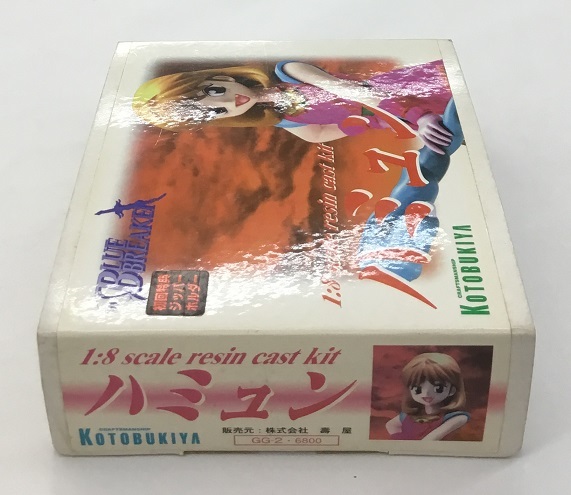 BLUE
BREAKER
初回特典
ジッパー
ホルダー
1:8 scale resin cast kit
ハミュン
CRAFTSMANSHIP
KOTOBUKIYA
1:8 scale resin cast kit
ハミュン
CRAFTSMANSHIP
KOTOBUKIYA
販売元:株式会社 壽 屋
GG-2・6800